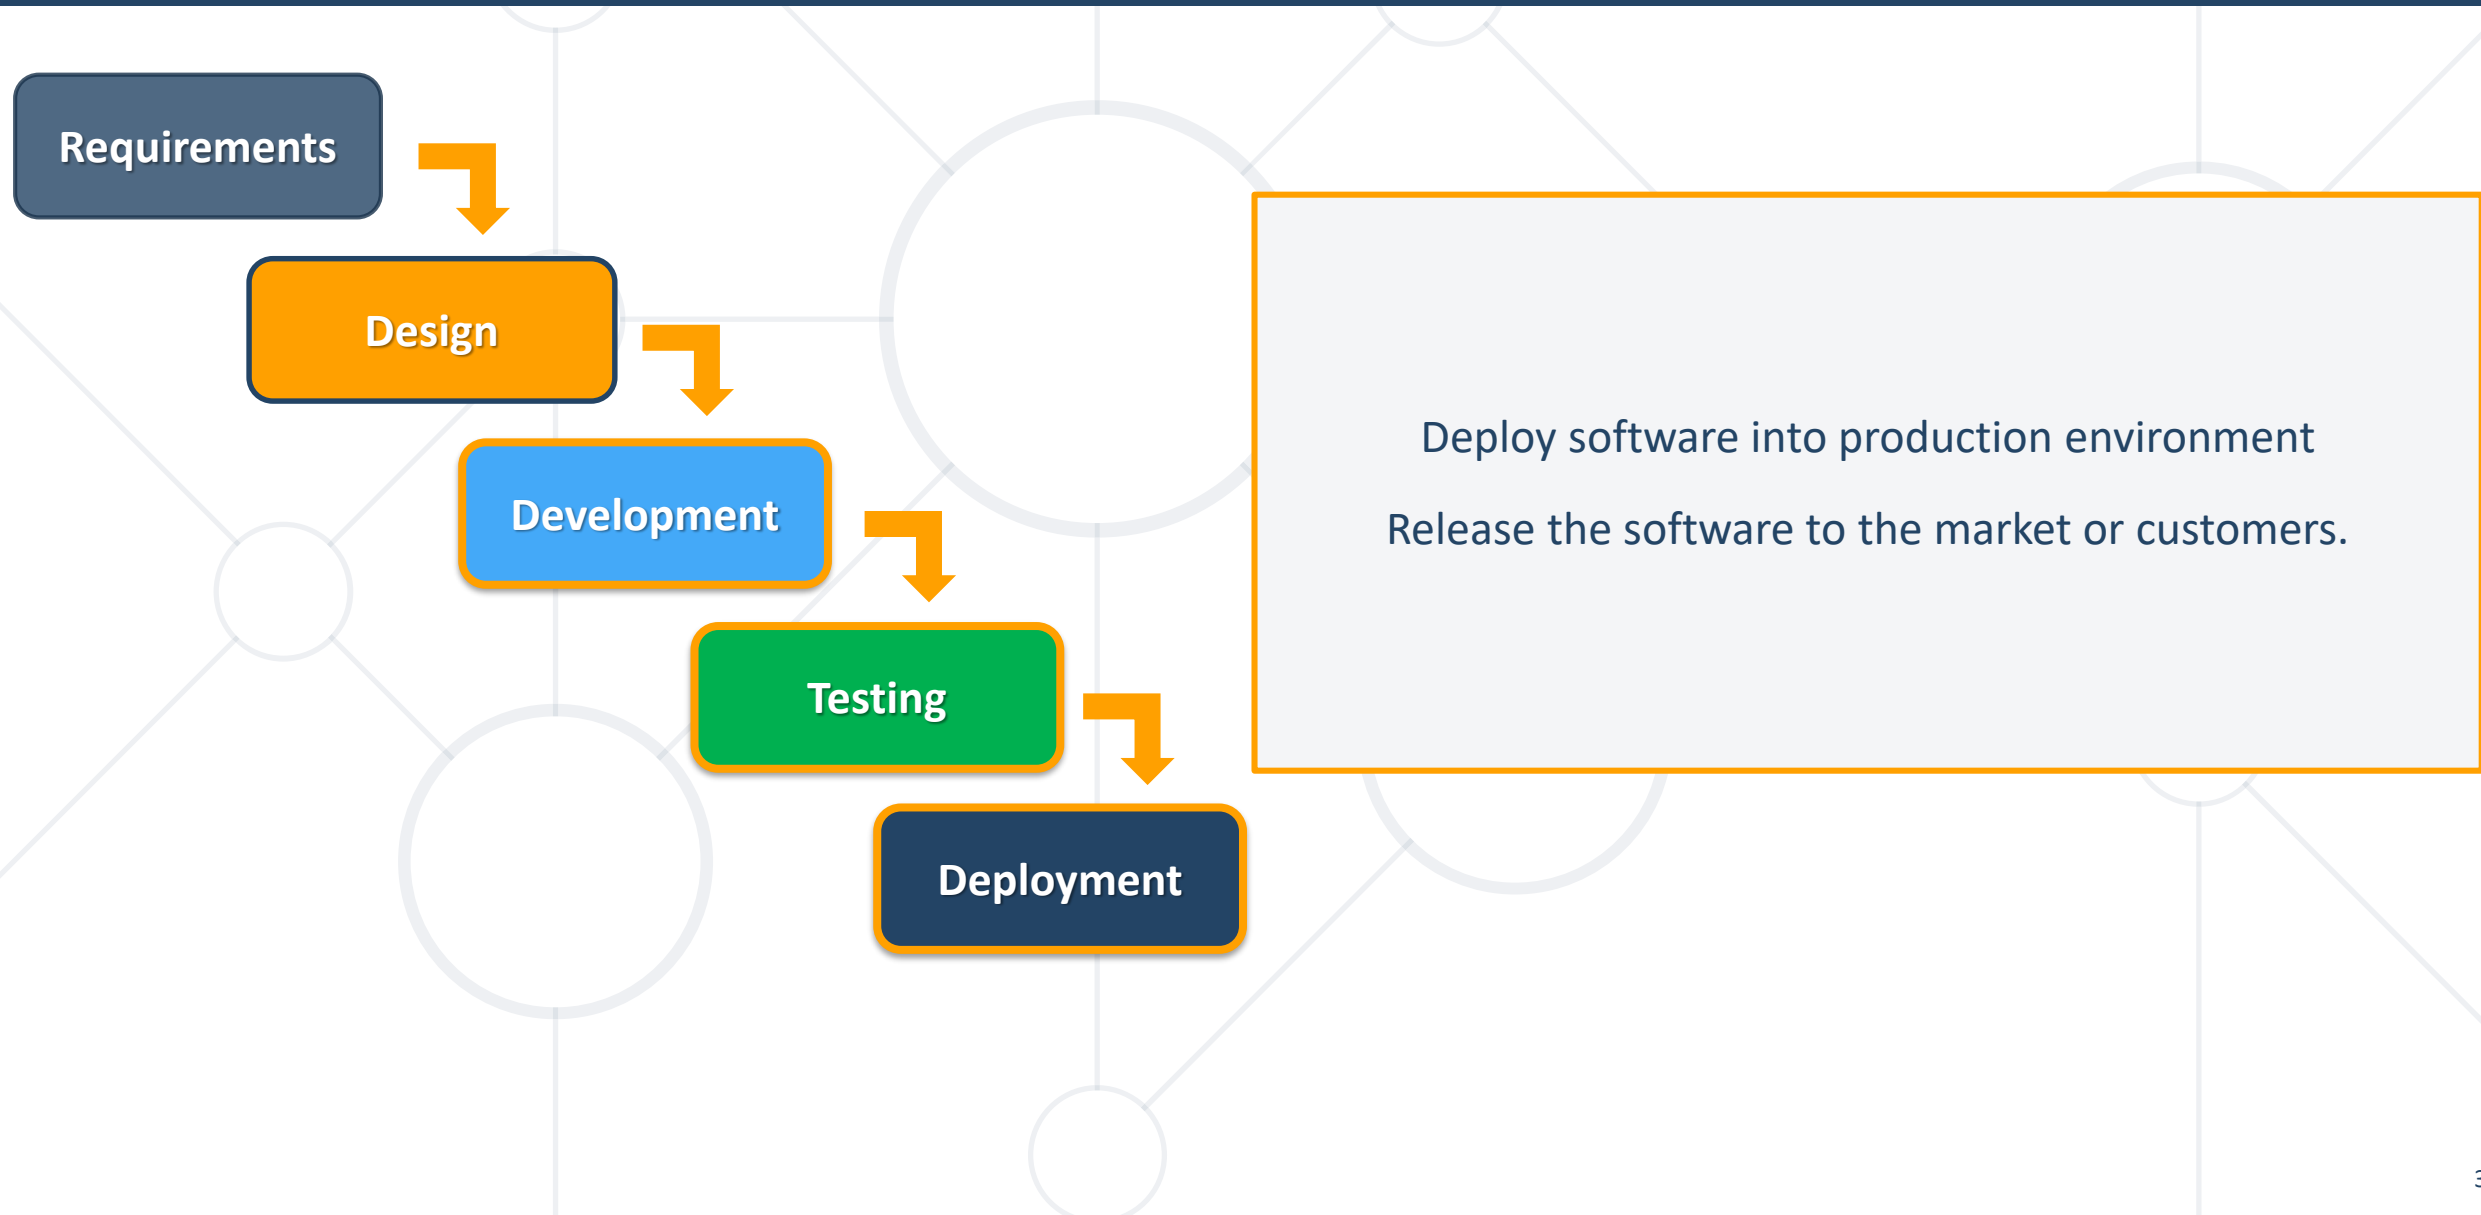 Requirements
Design
Development
Testing
Deployment
Deploy software into production environment
Release the software to the market or customers.